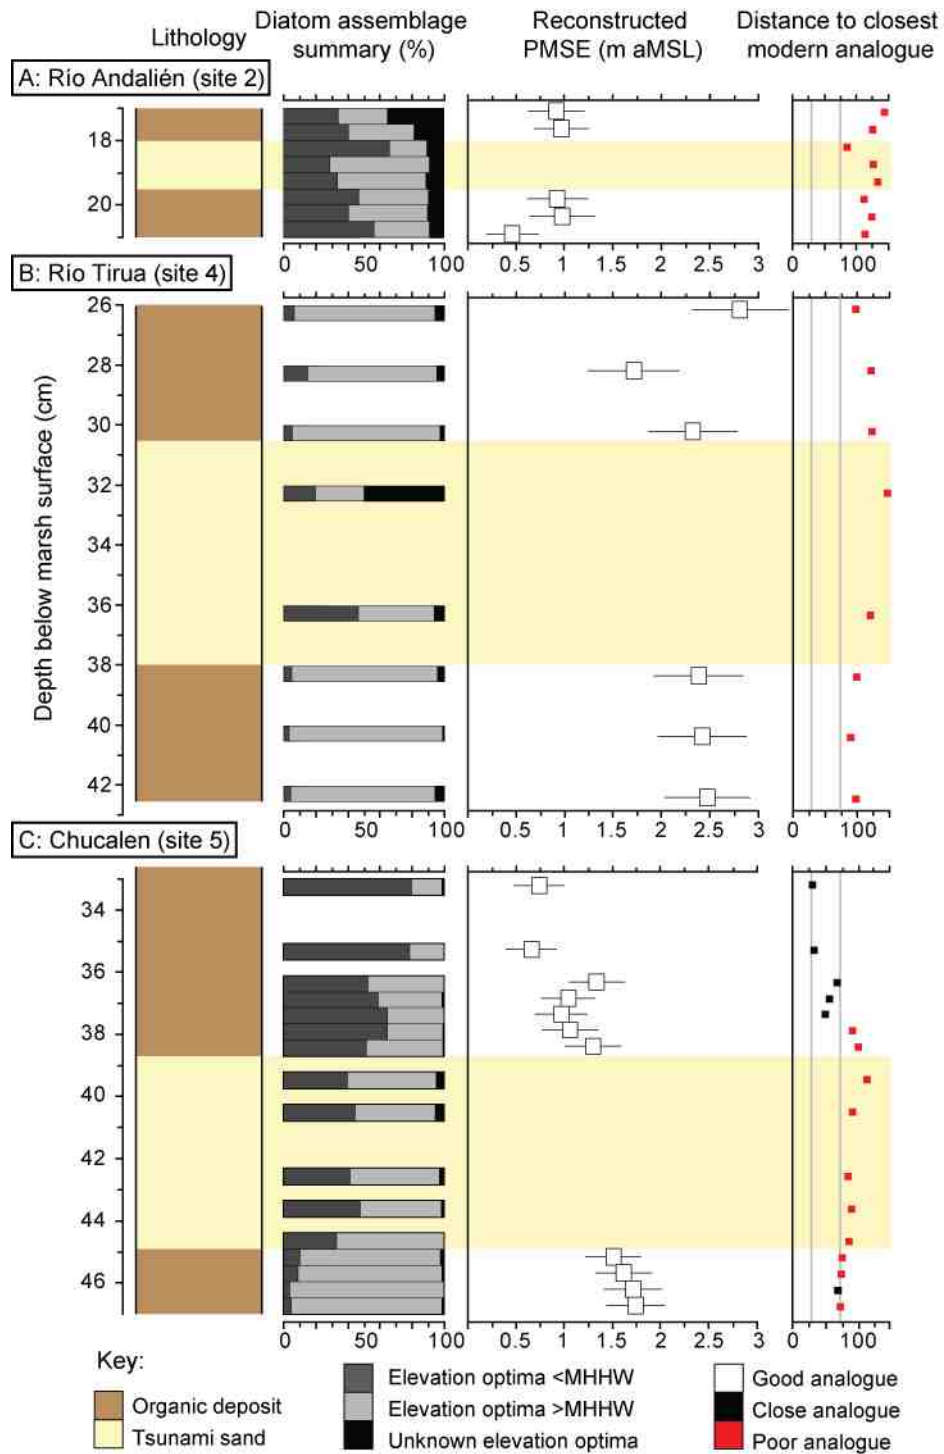 Lithology
Diatom assemblage
summary (%)
Reconstructed
PMSE (m aMSL)
Distance to closest
modern analogue
A: Río Andalién (site 2)
18
20
0 50 100
0.5 1 1.5 2 2.5 3
0 100
B: Río Tirua (site 4)
Depth below marsh surface (cm)
26
28
30
32
34
36
38
40
42
0 50 100
0.5 1 1.5 2 2.5 3
0 100
C: Chucalen (site 5)
34
36
38
40
42
44
46
0 50 100
0.5 1 1.5 2 2.5 3
0 100
Key:
Organic deposit
Tsunami sand
Elevation optima <MHHW
Elevation optima >MHHW
Unknown elevation optima
Good analogue
Close analogue
Poor analogue